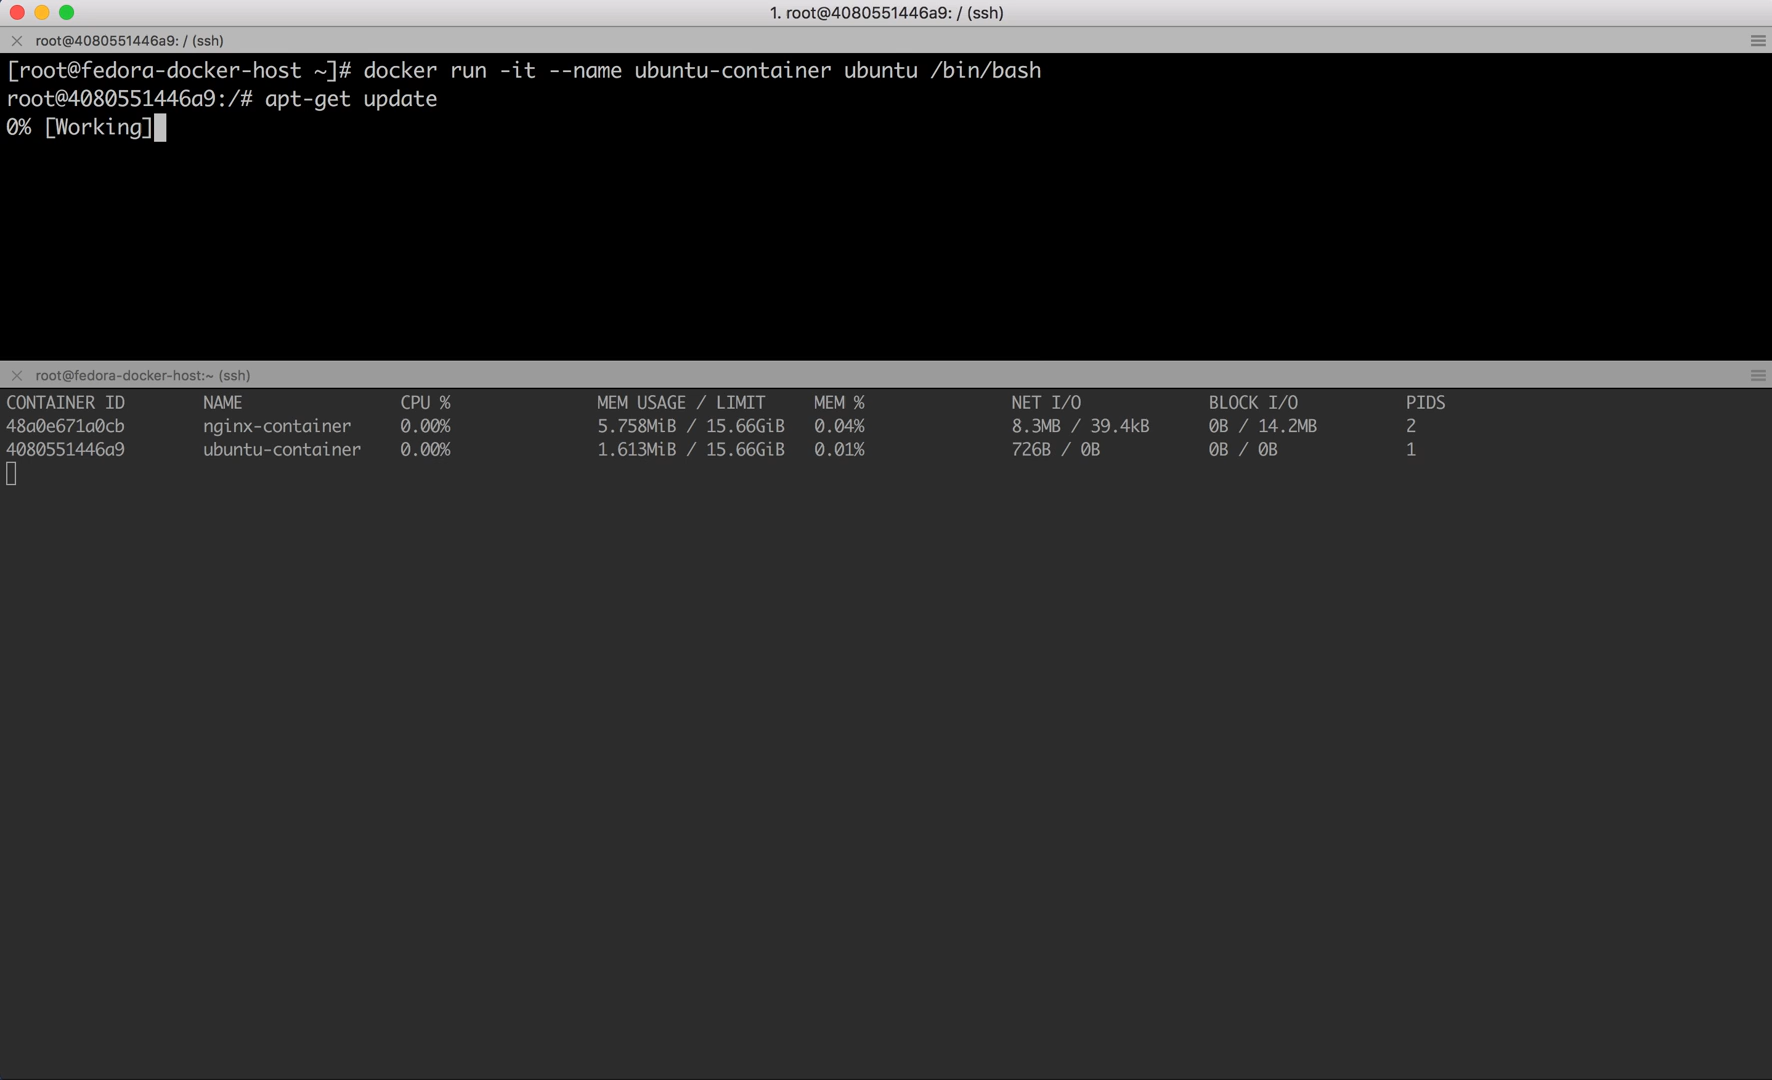 1. root@4080551446a9: / (ssh)
root@4080551446a9: / (ssh)
[root@fedora-docker-host ~]# docker run -it --name ubuntu-container ubuntu /bin/bash
root@4080551446a9:/# apt-get update
0% [Working]
root@fedora-docker-host:~ (ssh)
CONTAINER ID NAME CPU % MEM USAGE / LIMIT MEM % NET I/O BLOCK I/O PIDS
48a0e671a0cb nginx-container 0.00% 5.758MiB / 15.66GiB 0.04% 8.3MB / 39.4kB 0B / 14.2MB 2
4080551446a9 ubuntu-container 0.00% 1.613MiB / 15.66GiB 0.01% 726B / 0B 0B / 0B 1